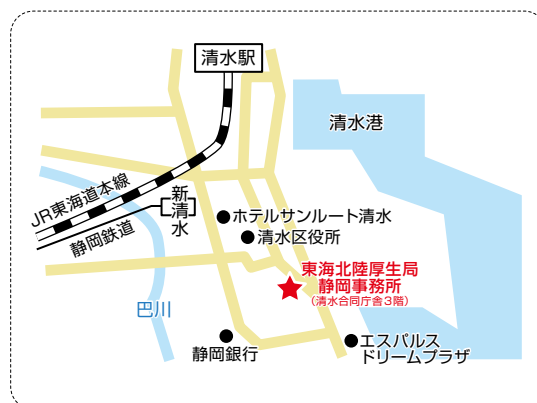 清水駅
清水港
JR東海道本線
静岡鉄道
新清水
ホテルサンルート清水
清水区役所
東海北陸厚生局
静岡事務所
(清水合同庁舎3階)
巴川
静岡銀行
エスパルス
ドリームプラザ